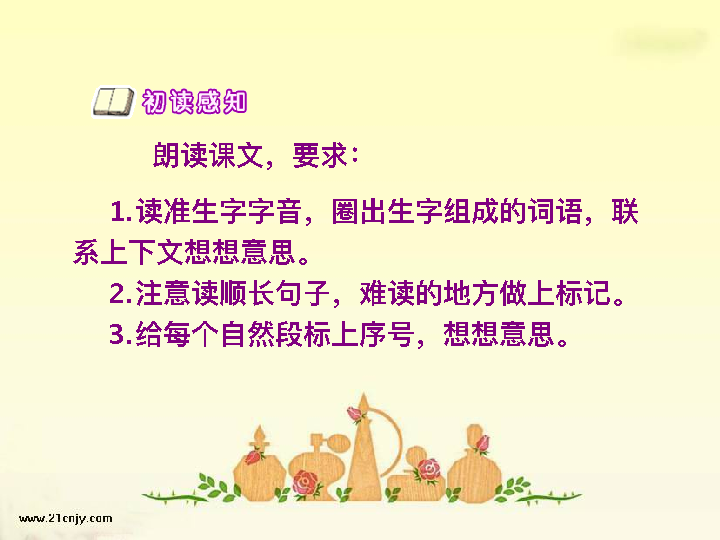 初读感知
朗读课文，要求：
1.读准生字字音，圈出生字组成的词语，联
系上下文想想意思。
2.注意读顺长句子，难读的地方做上标记。
3.给每个自然段标上序号，想想意思。
www.21cnjy.com